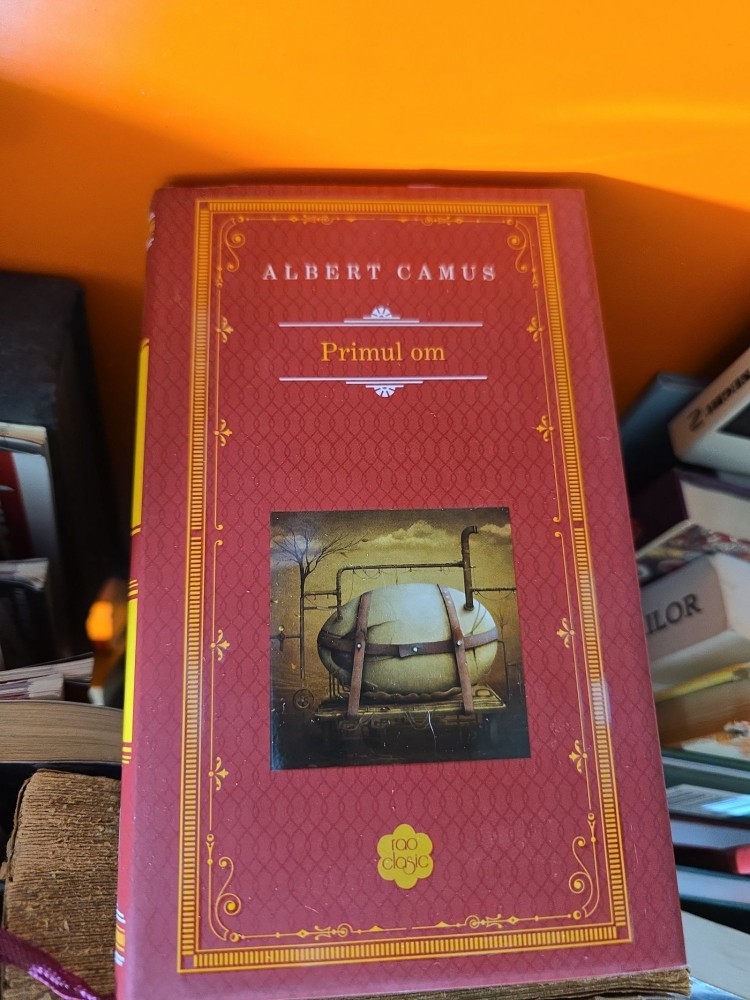 ALBERT CAMUS
Primul om
rao
clasic
ILOR